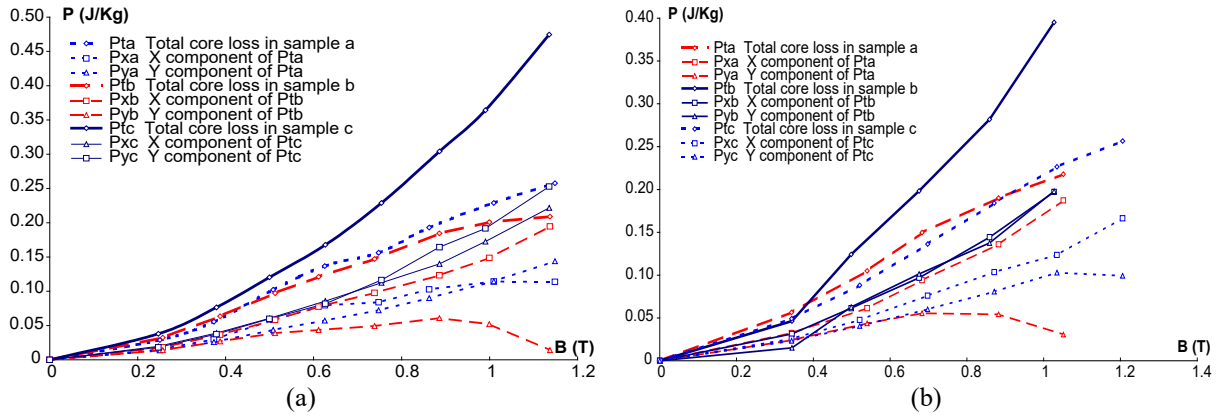 P (J/Kg)
0.50
0.45
0.40
0.35
0.30
0.25
0.20
0.15
0.10
0.05
0
Pta Total core loss in sample a
Pxa X component of Pta
Pya Y component of Pta
Ptb Total core loss in sample b
Pxb X component of Ptb
Pyb Y component of Ptb
Ptc Total core loss in sample c
Pxc X component of Ptc
Pyc Y component of Ptc
B (T)
0 0.2 0.4 0.6 0.8 1.0 1.2
(a)
P (J/Kg)
0.40
0.35
0.30
0.25
0.20
0.15
0.10
0.05
0.00
Pta Total core loss in sample a
Pxa X component of Pta
Pya Y component of Pta
Ptb Total core loss in sample b
Pxb X component of Ptb
Pyb Y component of Ptb
Ptc Total core loss in sample c
Pxc X component of Ptc
Pyc Y component of Ptc
B (T)
0 0.2 0.4 0.6 0.8 1 1.2 1.4
(b)